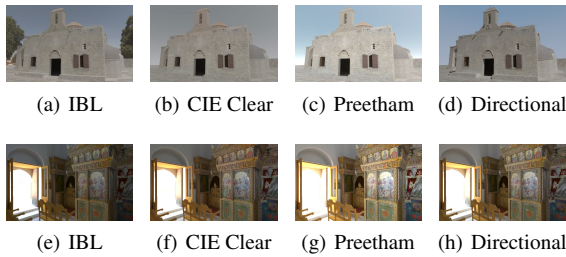 (a) IBL (b) CIE Clear (c) Preetham (d) Directional
(e) IBL (f) CIE Clear (g) Preetham (h) Directional